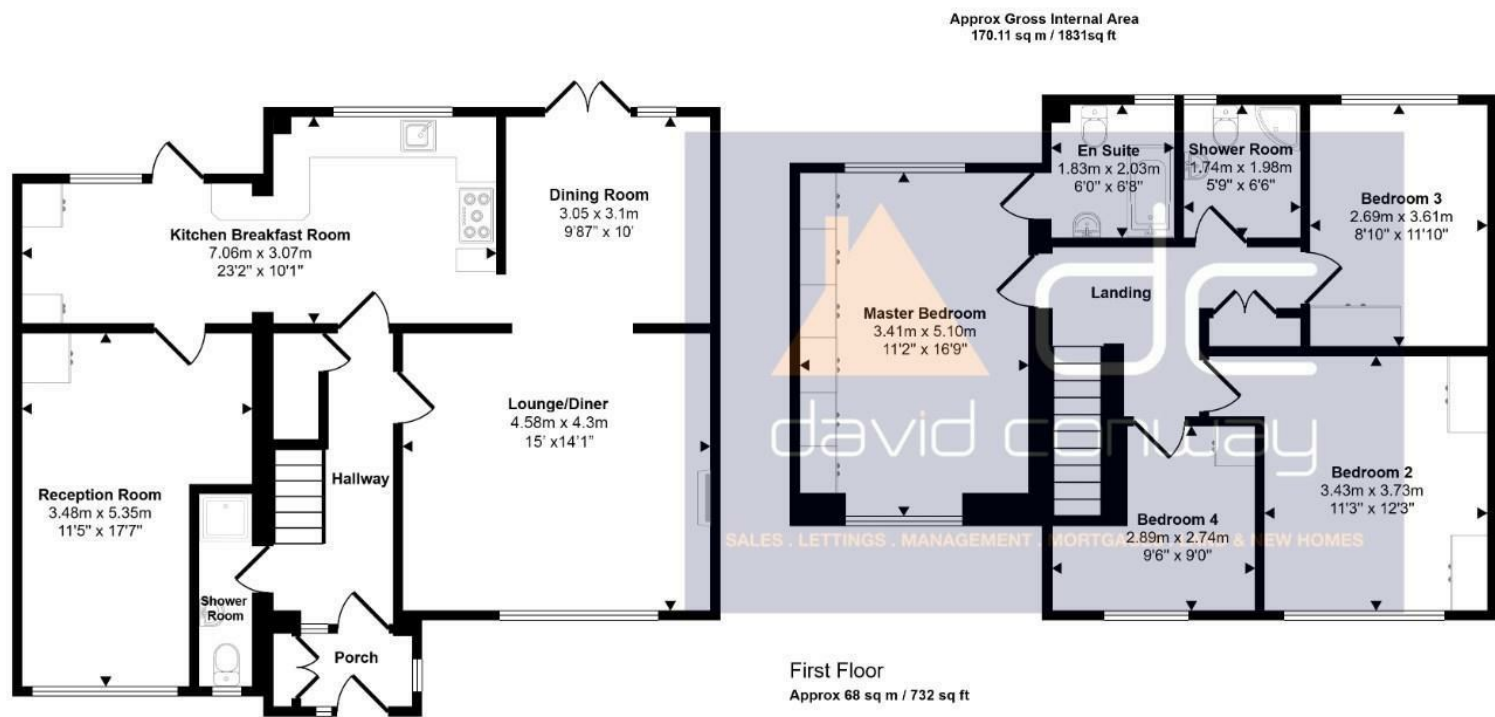 Approx Gross Internal Area
170.11 sq m / 1831sq ft
Kitchen Breakfast Room
7.06m x 3.07m
23'2" x 10'1"
Dining Room
3.05 x 3.1m
9'87" x 10'
Reception Room
3.48m x 5.35m
11'5" x 17'7"
Hallway
Lounge/Diner
4.58m x 4.3m
15' x14'1"
Shower
Room
Porch
En Suite
1.83m x 2.03m
6'0" x 6'8"
Shower Room
1.74m x 1.98m
5'9" x 6'6"
Bedroom 3
2.69m x 3.61m
8'10" x 11'10"
Landing
Master Bedroom
3.41m x 5.10m
11'2" x 16'9"
dc
david conway
Bedroom 2
3.43m x 3.73m
11'3" x 12'3"
Bedroom 4
2.89m x 2.74m
9'6" x 9'0"
SALES . LETTINGS . MANAGEMENT . & NEW HOMES
First Floor
Approx 68 sq m / 732 sq ft